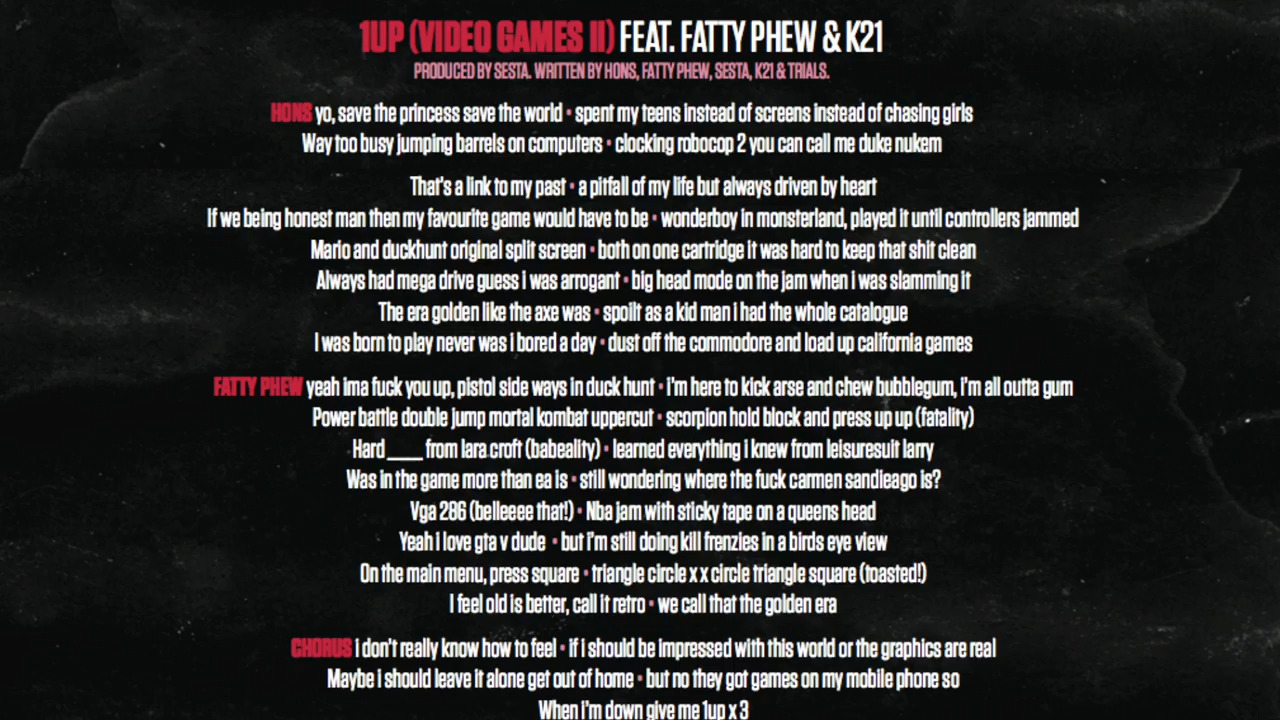 1UP (VIDEO GAMES II) FEAT. FATTY PHEW & K21
PRODUCED BY SESTA. WRITTEN BY HONS, FATTY PHEW, SESTA, K21 & TRIALS.
HONS yo, save the princess save the world • spent my teens instead of screens instead of chasing girls
Way too busy jumping barrels on computers • clocking robocop 2 you can call me duke nukem
That's a link to my past • a pitfall of my life but always driven by heart
If we being honest man then my favourite game would have to be • wonderboy in monsterland, played it until controllers jammed
Mario and duckhunt original split screen • both on one cartridge it was hard to keep that shit clean
Always had mega drive guess i was arrogant • big head mode on the jam when i was slamming it
The era golden like the axe was • spoilt as a kid man i had the whole catalogue
I was born to play never was i bored a day • dust off the commodore and load up california games
FATTY PHEW yeah ima fuck you up, pistol side ways in duck hunt • i'm here to kick arse and chew bubblegum, I'm all outta gum
Power battle double jump mortal kombat uppercut • scorpion hold block and press up up (fatality)
Hard ____ from lara croft (babeality) • learned everything i knew from leisuresuit larry
Was in the game more than ea is • still wondering where the fuck carmen sandieago is?
Vga 286 (belleeee that!) • Nba jam with sticky tape on a queens head
Yeah i love gta v dude • but i'm still doing kill frenzies in a birds eye view
On the main menu, press square • triangle circle x x circle triangle square (toasted!)
I feel old is better, call it retro • we call that the golden era
CHORUS i don't really know how to feel • if i should be impressed with this world or the graphics are real
Maybe i should leave it alone get out of home • but no they got games on my mobile phone so
When i'm down give me 1up x 3